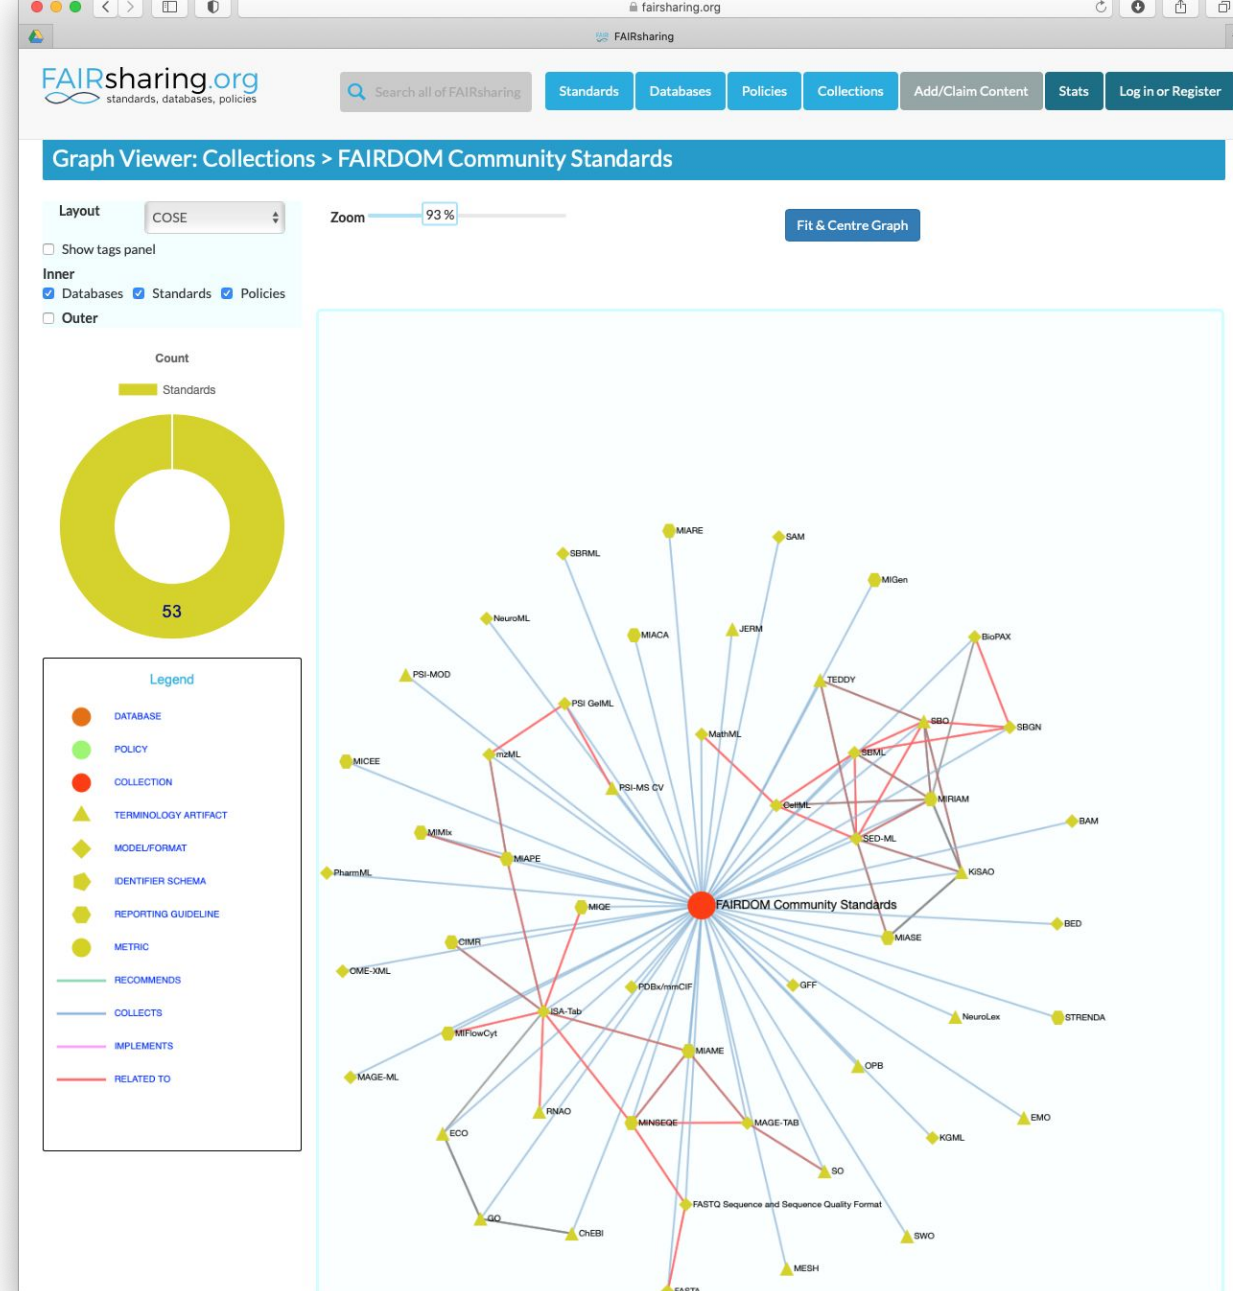 fairsharing.org
FAIRsharing
FAIRsharing.org
standards, databases, policies
Search all of FAIRsharing
Standards
Databases
Policies
Collections
Add/Claim Content
Stats
Log in or Register
Graph Viewer: Collections > FAIRDOM Community Standards
Layout
COSE
Zoom
93 %
Fit & Centre Graph
Show tags panel
Inner
Databases Standards Policies
Outer
Count
Standards
53
Legend
DATABASE
POLICY
COLLECTION
TERMINOLOGY ARTIFACT
MODEL/FORMAT
IDENTIFIER SCHEMA
REPORTING GUIDELINE
METRIC
RECOMMENDS
COLLECTS
IMPLEMENTS
RELATED TO
MIARE
SAM
SBRML
MIGen
NeuroML
JERM
MIACA
BioPAX
PSI-MOD
TEDDY
PSI GelML
SBO
SBGN
MathML
SBML
mzML
MICEE
PSI-MS CV
MIRIAM
CellML
BAM
MIMIx
SED-ML
MIAPE
PharmML
KiSAO
FAIRDOM Community Standards
MIQE
BED
MIASE
CIMR
OME-XML
GFF
PDBx/mmCIF
ISA-Tab
NeuroLex
STRENDA
MIFlowCyt
MIAME
OPB
MAGE-ML
RNAO
EMO
MINSEQE
MAGE-TAB
ECO
KGML
SO
FASTQ Sequence and Sequence Quality Format
GO
ChEBI
SWO
MESH
FASTA